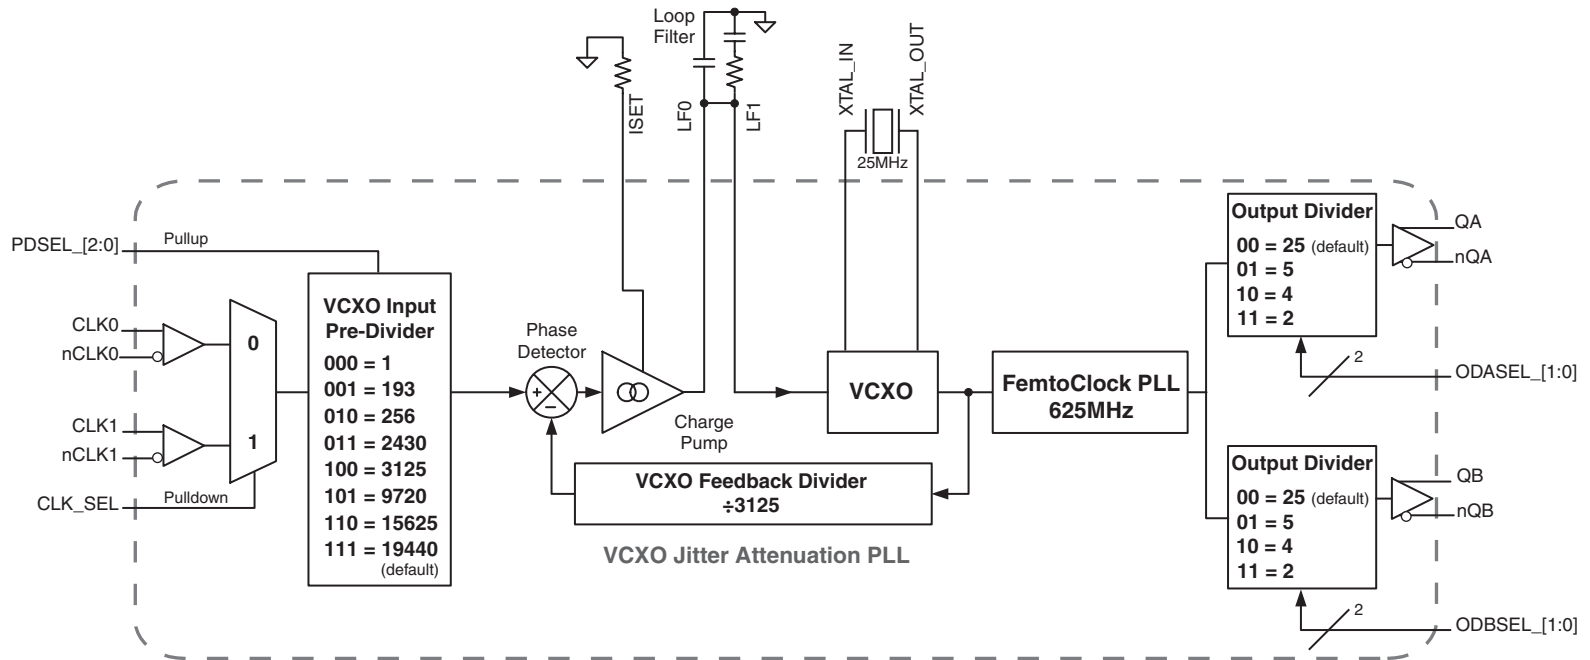 Loop
Filter
ISET
LF0
LF1
XTAL_IN
XTAL_OUT
25MHz
PDSEL_[2:0]
Pullup
CLK0
nCLK0
CLK1
nCLK1
CLK_SEL
Pulldown
0
1
VCXO Input
Pre-Divider
000 = 1
001 = 193
010 = 256
011 = 2430
100 = 3125
101 = 9720
110 = 15625
111 = 19440
(default)
Phase
Detector
+
–
Charge
Pump
VCXO
VCXO Feedback Divider
÷3125
VCXO Jitter Attenuation PLL
FemtoClock PLL
625MHz
Output Divider
00 = 25 (default)
01 = 5
10 = 4
11 = 2
QA
nQA
2
ODASEL_[1:0]
Output Divider
00 = 25 (default)
01 = 5
10 = 4
11 = 2
QB
nQB
2
ODBSEL_[1:0]